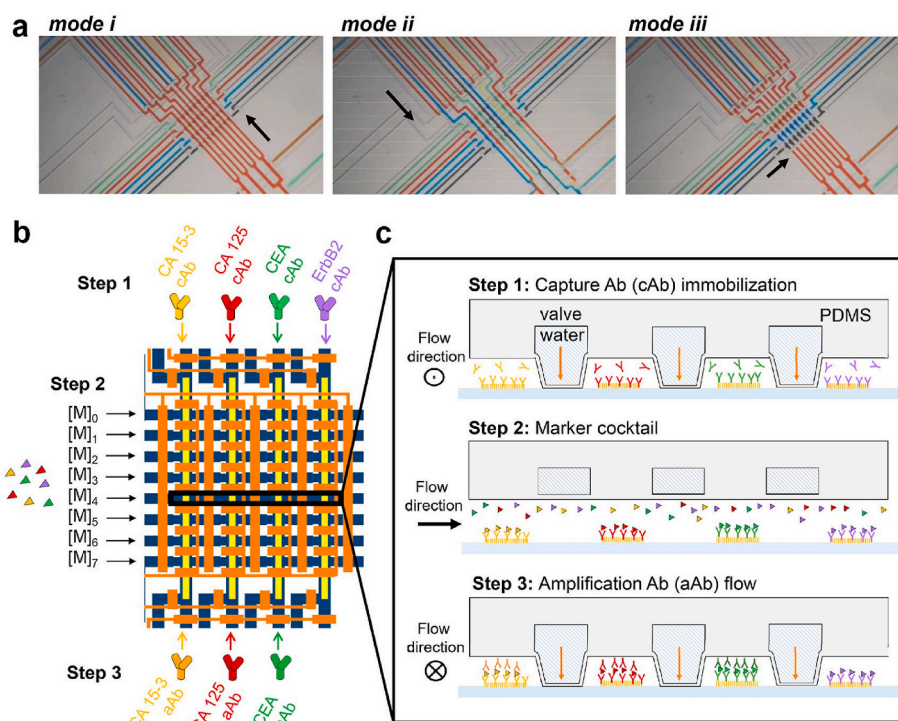 a
mode i
mode ii
mode iii
b
Step 1
CA 15-3
cAb
CA 125
cAb
CEA
cAb
ErbB2
cAb
Step 2
[M]0
[M]1
[M]2
[M]3
[M]4
[M]5
[M]6
[M]7
Step 3
CA 15-3
aAb
CA 125
aAb
CEA
c
Step 1: Capture Ab (cAb) immobilization
valve
water
PDMS
Flow
direction
Step 2: Marker cocktail
Flow
direction
Step 3: Amplification Ab (aAb) flow
Flow
direction